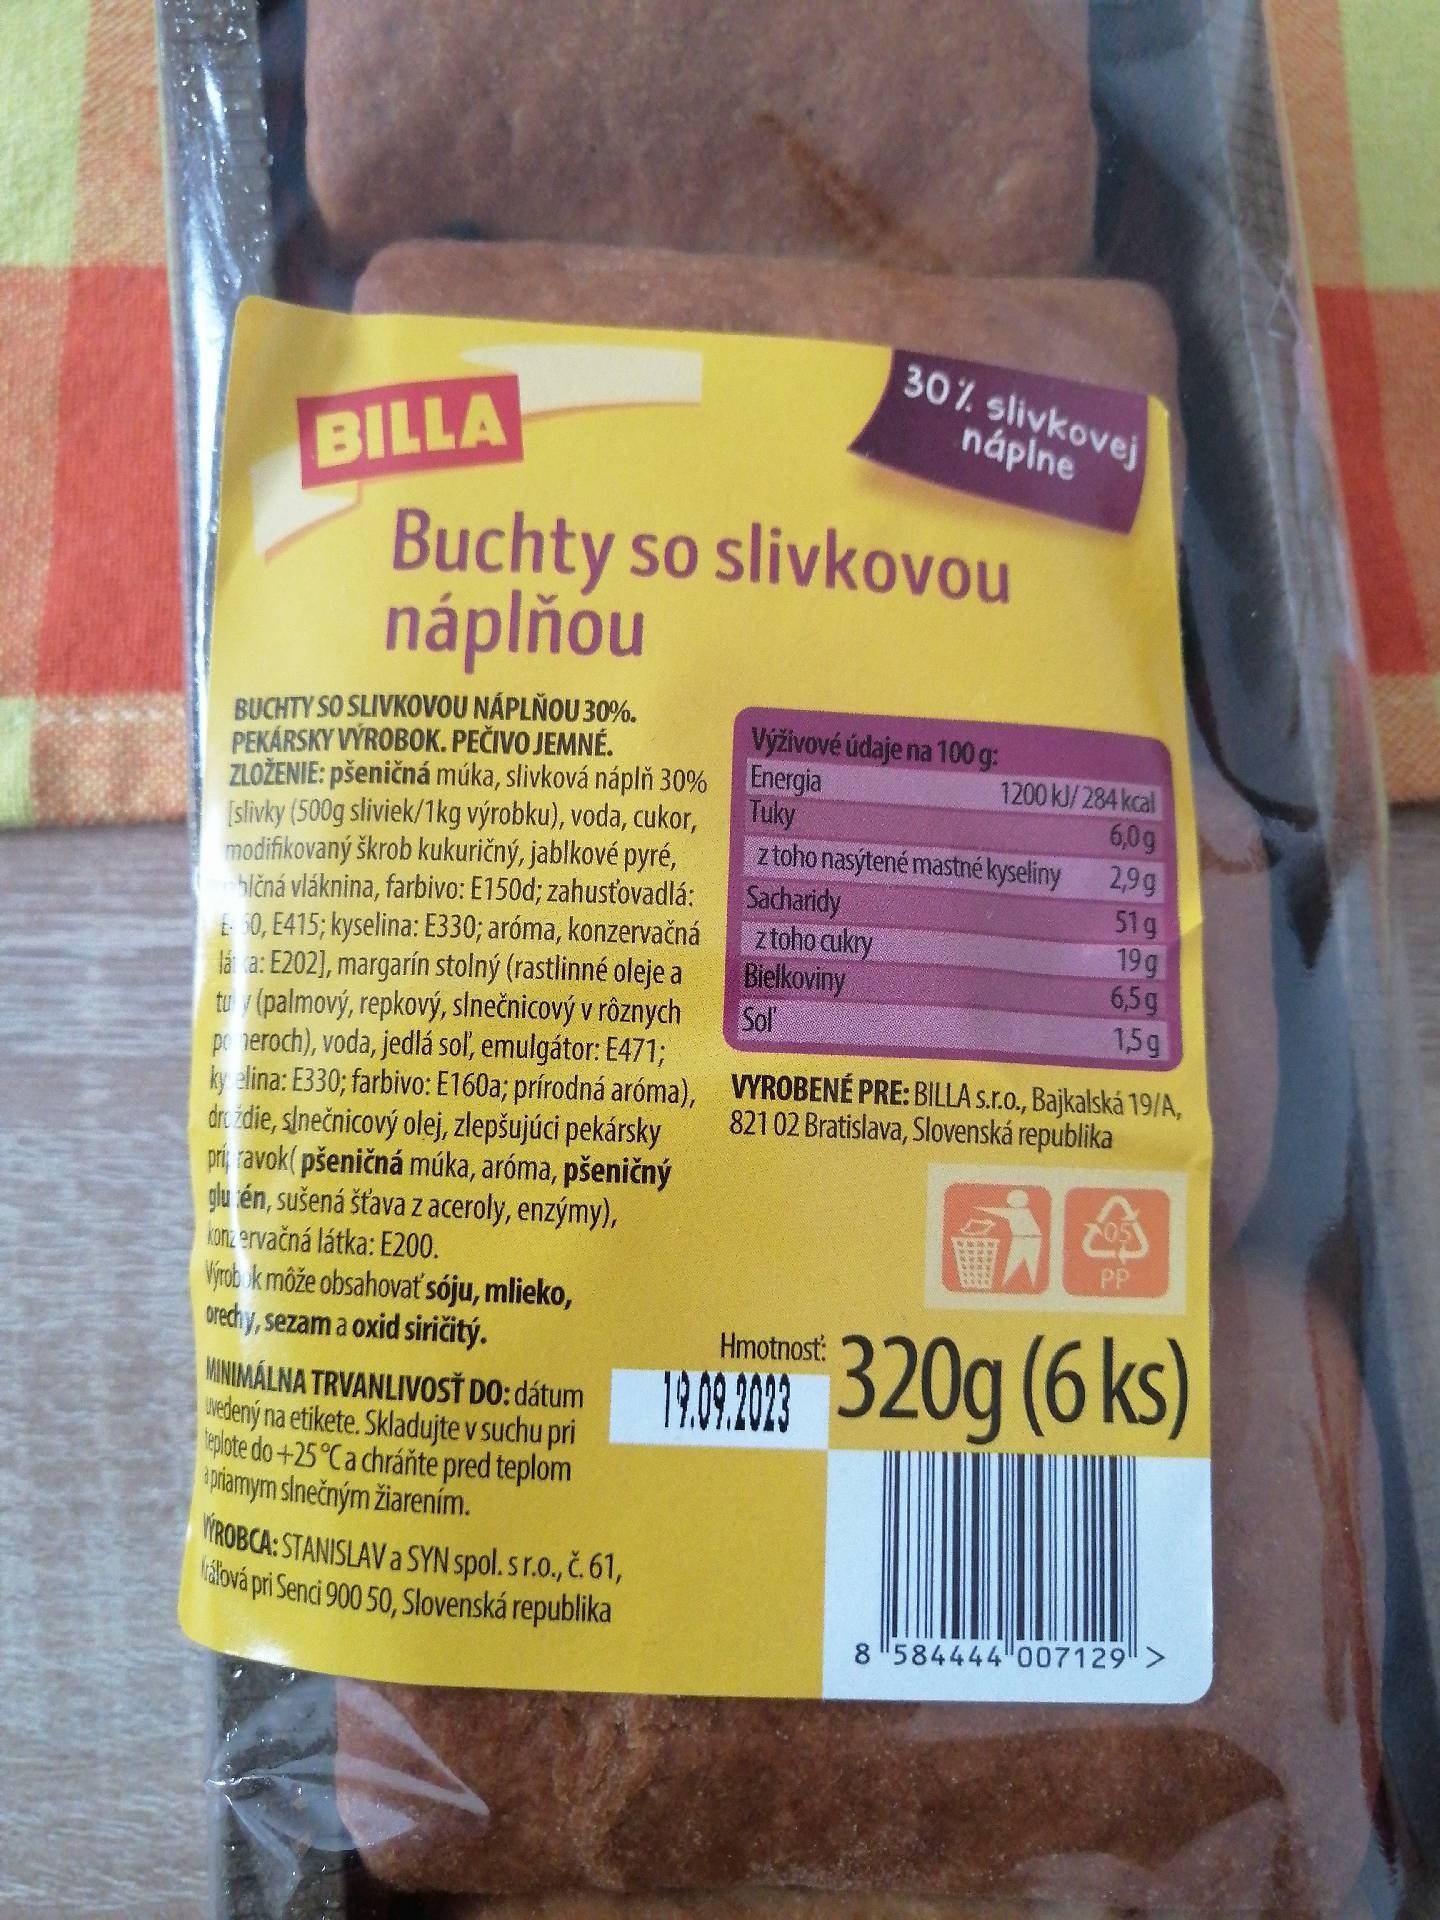 BILLA
30% slivkovej
náplne
Buchty so slivkovou
náplňou
BUCHTY SO SLIVKOVOU NÁPLŇOU 30%.
PEKÁRSKY VÝROBOK. PEČIVO JEMNÉ.
ZLOŽENIE: pšeničná múka, slivková náplň 30%
[slivky (500g sliviek/1kg výrobku), voda, cukor,
modifikovaný škrob kukuričný, jablkové pyré,
vláknina, farbivo: E150d; zahusťovadlá:
E415; kyselina: E330; aróma, konzervačná
látka: E202], margarín stolný (rastlinné oleje a
tuky (palmový, repkový, slnečnicový v rôznych
pomeroch), voda, jedlá soľ, emulgátor: E471;
kyselina: E330; farbivo: E160a; prírodná aróma),
droždie, slnečnicový olej, zlepšujúci pekársky
prípravok( pšeničná múka, aróma, pšeničný
glutén, sušená šťava z aceroly, enzýmy),
konzervačná látka: E200.
Výrobok môže obsahovať sóju, mlieko,
orechy, sezam a oxid siričitý.
MINIMÁLNA TRVANLIVOSŤ DO: dátum
uvedený na etikete. Skladujte v suchu pri
teplote do +25 °C a chráňte pred teplom
a priamym slnečným žiarením.
VÝROBCA: STANISLAV a SYN spol. s r.o., č. 61,
Kráľová pri Senci 900 50, Slovenská republika
Výživové údaje na 100 g:
Energia 1200 kJ/ 284 kcal
Tuky 6,0 g
z toho nasýtené mastné kyseliny 2,9 g
Sacharidy 51 g
z toho cukry 19 g
Bielkoviny 6,5 g
Soľ 1,5 g
VYROBENÉ PRE: BILLA s.r.o., Bajkalská 19/A,
821 02 Bratislava, Slovenská republika
05
PP
Hmotnosť: 320g (6 ks)
19.09.2023
8 584444 007129 >